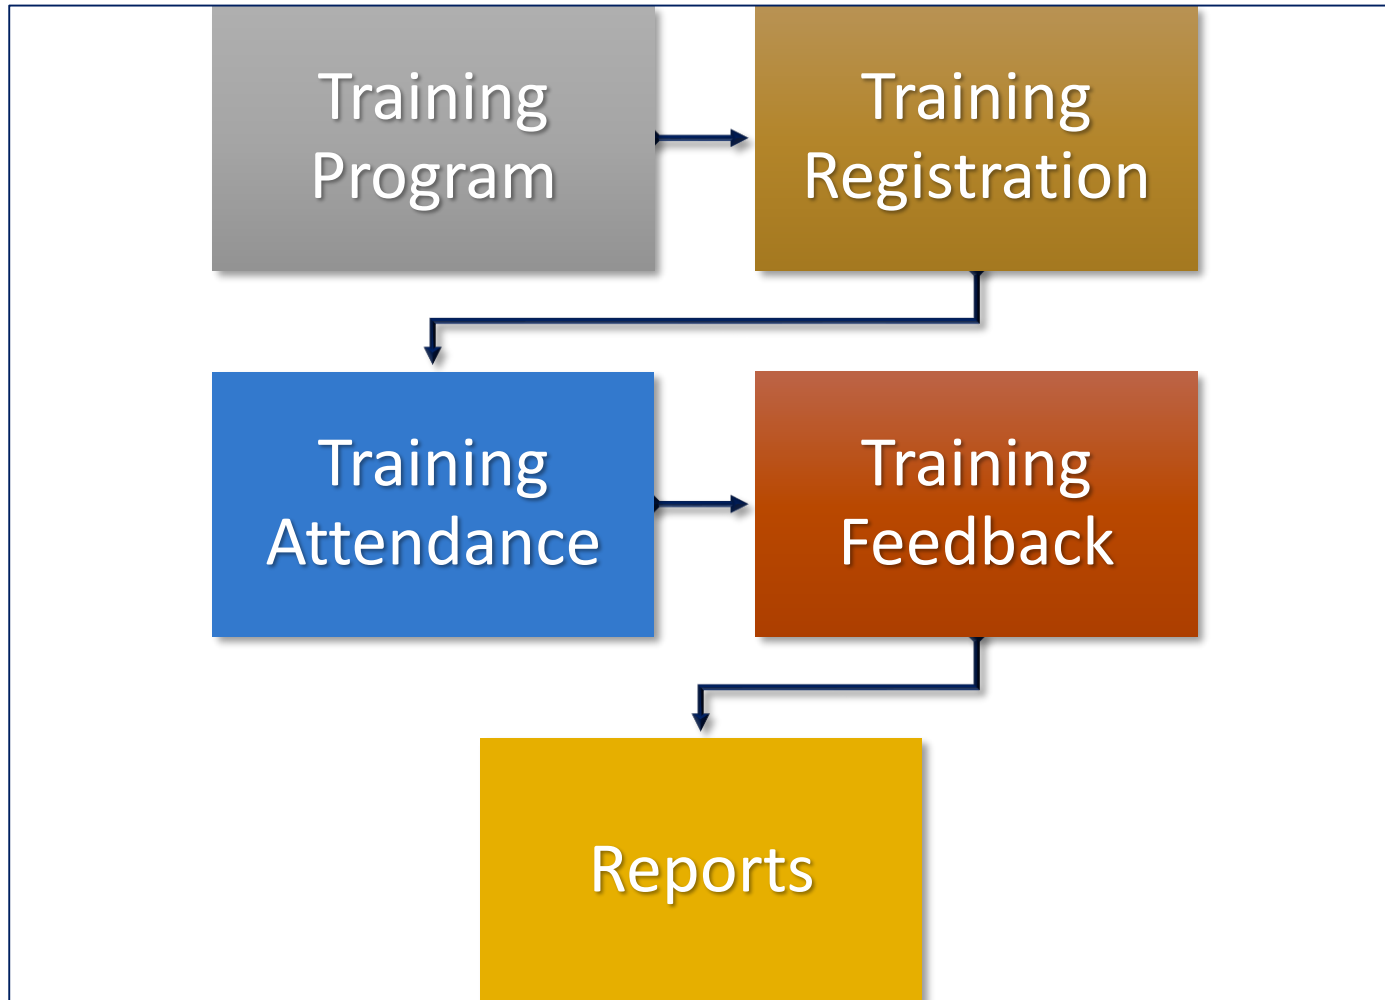 Training
Program
Training
Registration
Training
Attendance
Training
Feedback
Reports